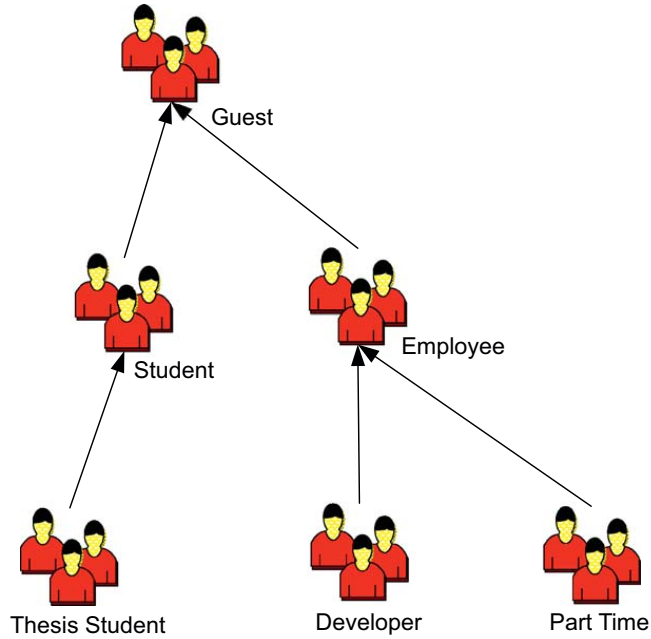 Guest
Student
Employee
Thesis Student
Developer
Part Time